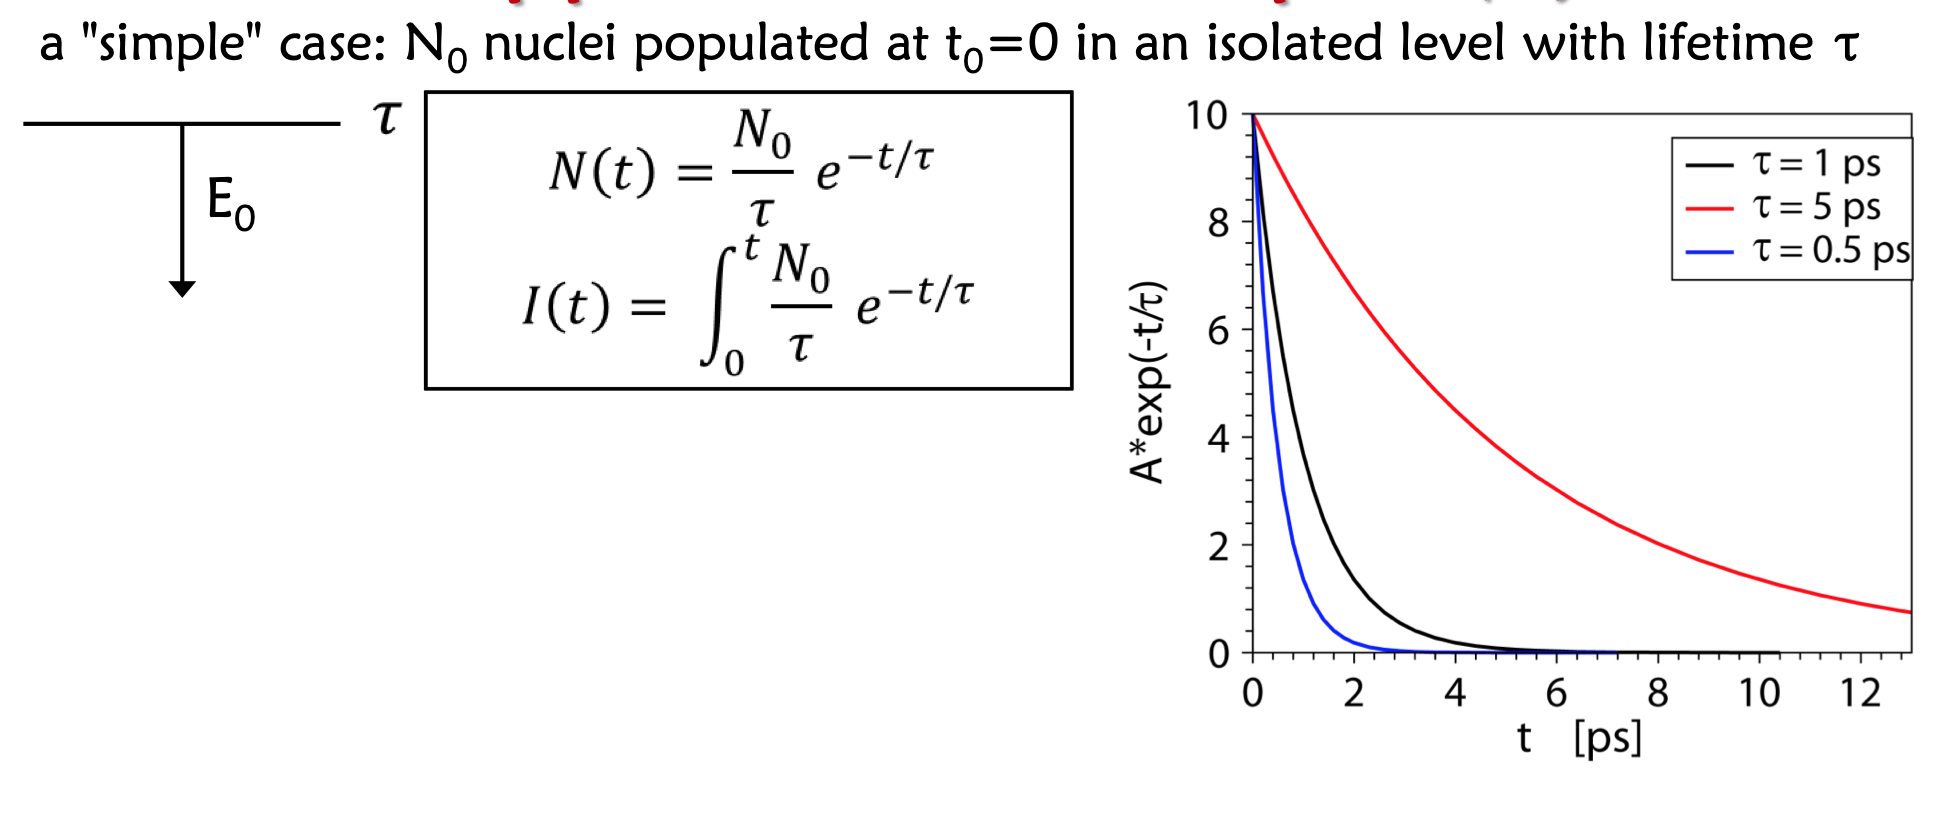 a "simple" case: N₀ nuclei populated at t₀=0 in an isolated level with lifetime τ
τ
E₀
N(t) = N₀/τ e^{-t/τ}
I(t) = ∫₀^t N₀/τ e^{-t/τ}
A*exp(-t/τ)
10
8
6
4
2
0
τ = 1 ps
τ = 5 ps
τ = 0.5 ps
0 2 4 6 8 10 12
t [ps]